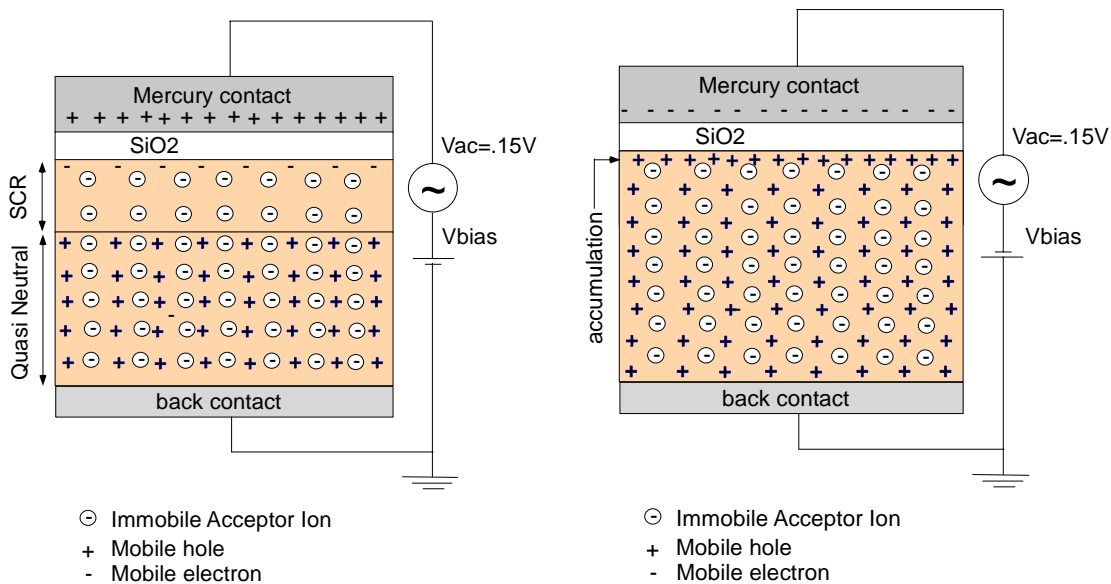 Mercury contact
SiO2
SCR
Quasi Neutral
back contact
Vac=.15V
~
Vbias
Immobile Acceptor Ion
+ Mobile hole
- Mobile electron
Mercury contact
SiO2
accumulation
back contact
Vac=.15V
~
Vbias
Immobile Acceptor Ion
+ Mobile hole
- Mobile electron